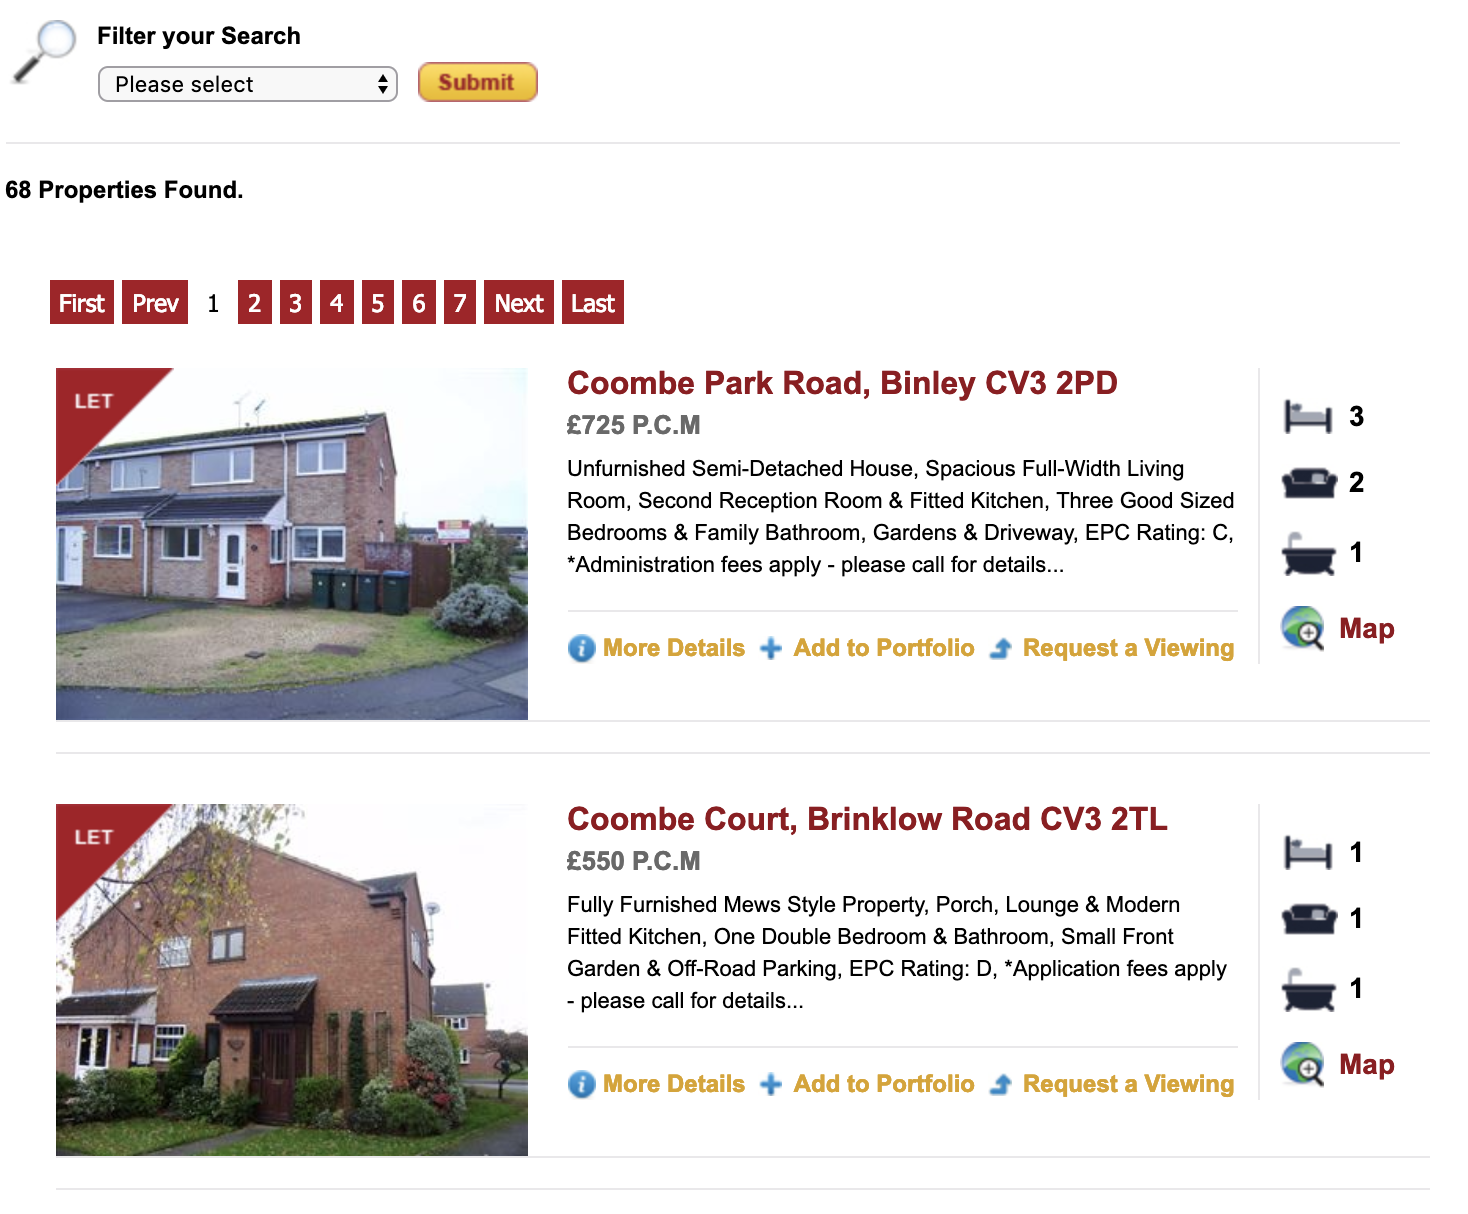 Filter your Search
Please select
Submit
68 Properties Found.
First Prev 1 2 3 4 5 6 7 Next Last
LET
Coombe Park Road, Binley CV3 2PD
£725 P.C.M
Unfurnished Semi-Detached House, Spacious Full-Width Living
Room, Second Reception Room & Fitted Kitchen, Three Good Sized
Bedrooms & Family Bathroom, Gardens & Driveway, EPC Rating: C,
*Administration fees apply - please call for details...
More Details Add to Portfolio Request a Viewing
3
2
1
Map
LET
Coombe Court, Brinklow Road CV3 2TL
£550 P.C.M
Fully Furnished Mews Style Property, Porch, Lounge & Modern
Fitted Kitchen, One Double Bedroom & Bathroom, Small Front
Garden & Off-Road Parking, EPC Rating: D, *Application fees apply
- please call for details...
More Details Add to Portfolio Request a Viewing
1
1
1
Map